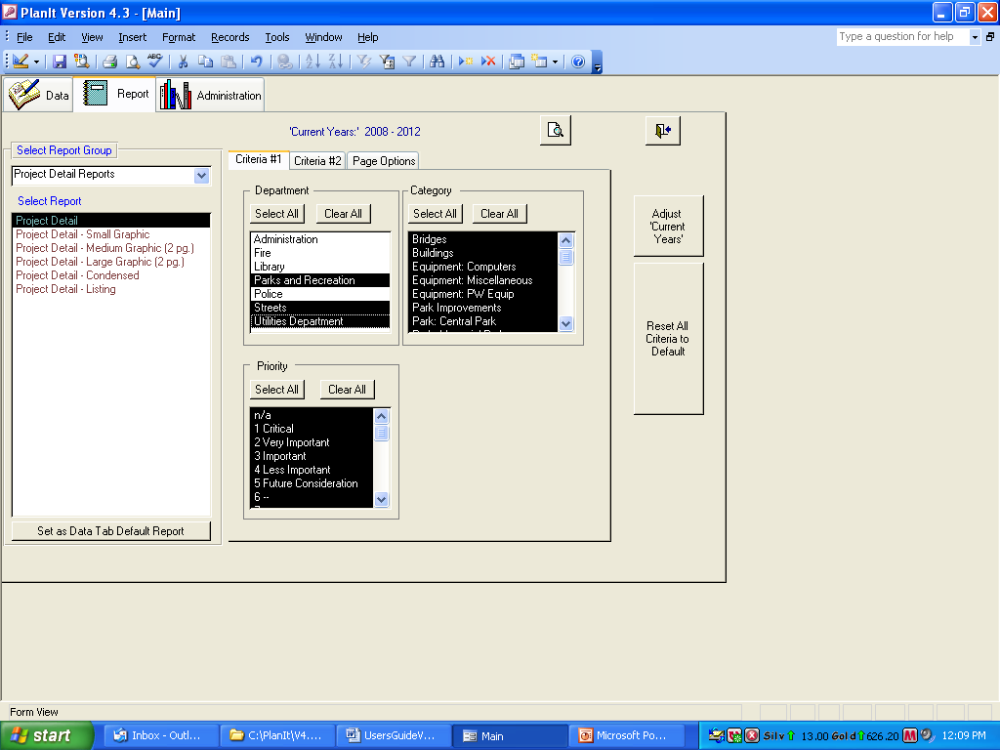 PlanIt Version 4.3 - [Main]
File Edit View Insert Format Records Tools Window Help
Type a question for help
Data Report Administration
'Current Years:' 2008 - 2012
Select Report Group
Project Detail Reports
Select Report
Project Detail
Project Detail - Small Graphic
Project Detail - Medium Graphic (2 pg.)
Project Detail - Large Graphic (2 pg.)
Project Detail - Condensed
Project Detail - Listing
Set as Data Tab Default Report
Criteria #1 Criteria #2 Page Options
Department
Select All Clear All
Administration
Fire
Library
Parks and Recreation
Police
Streets
Utilities Department
Category
Select All Clear All
Bridges
Buildings
Equipment: Computers
Equipment: Miscellaneous
Equipment: PW Equip
Park Improvements
Park: Central Park
Priority
Select All Clear All
n/a
1 Critical
2 Very Important
3 Important
4 Less Important
5 Future Consideration
6 --
Adjust
'Current
Years'
Reset All
Criteria to
Default
Form View
start Inbox - Outl... C:\PlanIt\V4.... UsersGuideV... Main Microsoft Po... Silv 13.00 Gold 626.20 12:09 PM